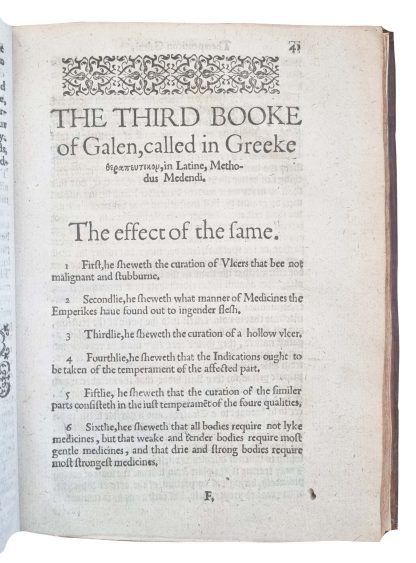 41
THE THIRD BOOKE
of Galen, called in Greeke
θεραπευτικου, in Latine, Metho-
dus Medendi.
The effect of the ſame.
1 Firſt, he ſheweth the curation of Vlcers that bee not
malignant and ſtubburne.
2 Secondlie, he ſheweth what manner of Medicines the
Emperikes haue found out to ingender fleſh.
3 Thirdlie, he ſheweth the curation of a hollow vlcer.
4 Fourthlie, he ſheweth that the Indications ought to
be taken of the temperament of the affected part.
5 Fiftlie, he ſheweth that the curation of the ſimiler
parts conſiſteth in the iuſt temperamēt of the foure qualities,
6 Sixtlie, hee ſheweth that all bodies require not lyke
medicines, but that weake and tender bodies require moſt
gentle medicines, and that drie and ſtrong bodies require
moſt ſtrongeſt medicines.
F.